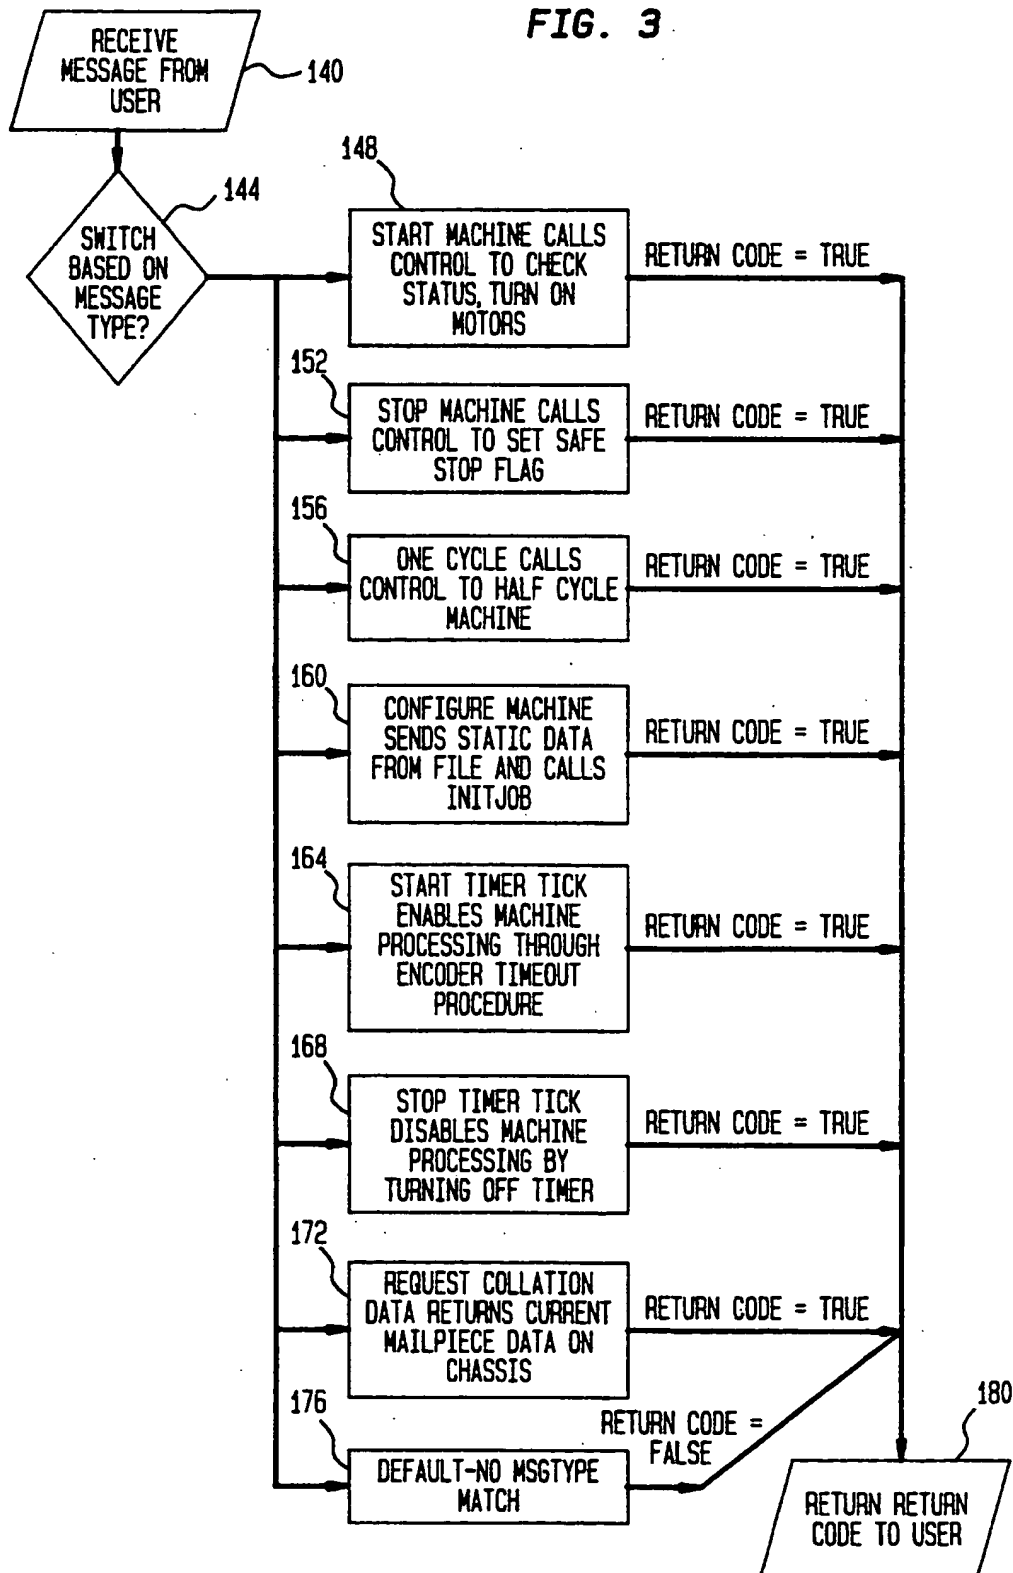 FIG. 3
RECEIVE
MESSAGE FROM
USER
140
144
SWITCH
BASED ON
MESSAGE
TYPE?
148
START MACHINE CALLS
CONTROL TO CHECK
STATUS, TURN ON
MOTORS
RETURN CODE = TRUE
152
STOP MACHINE CALLS
CONTROL TO SET SAFE
STOP FLAG
RETURN CODE = TRUE
156
ONE CYCLE CALLS
CONTROL TO HALF CYCLE
MACHINE
RETURN CODE = TRUE
160
CONFIGURE MACHINE
SENDS STATIC DATA
FROM FILE AND CALLS
INITJOB
RETURN CODE = TRUE
164
START TIMER TICK
ENABLES MACHINE
PROCESSING THROUGH
ENCODER TIMEOUT
PROCEDURE
RETURN CODE = TRUE
168
STOP TIMER TICK
DISABLES MACHINE
PROCESSING BY
TURNING OFF TIMER
RETURN CODE = TRUE
172
REQUEST COLLATION
DATA RETURNS CURRENT
MAILPIECE DATA ON
CHASSIS
RETURN CODE = TRUE
176
DEFAULT-NO MSGTYPE
MATCH
RETURN CODE =
FALSE
180
RETURN RETURN
CODE TO USER